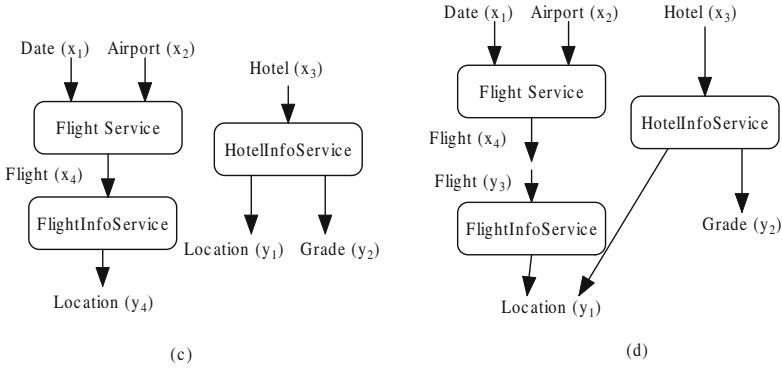 Date (x₁) Airport (x₂)
Hotel (x₃)
Flight Service
HotelInfoService
Flight (x₄)
FlightInfoService
Location (y₁) Grade (y₂)
Location (y₄)
(c)
Date (x₁) Airport (x₂) Hotel (x₃)
Flight Service
HotelInfoService
Flight (x₄)
Flight (y₃)
FlightInfoService
Grade (y₂)
Location (y₁)
(d)